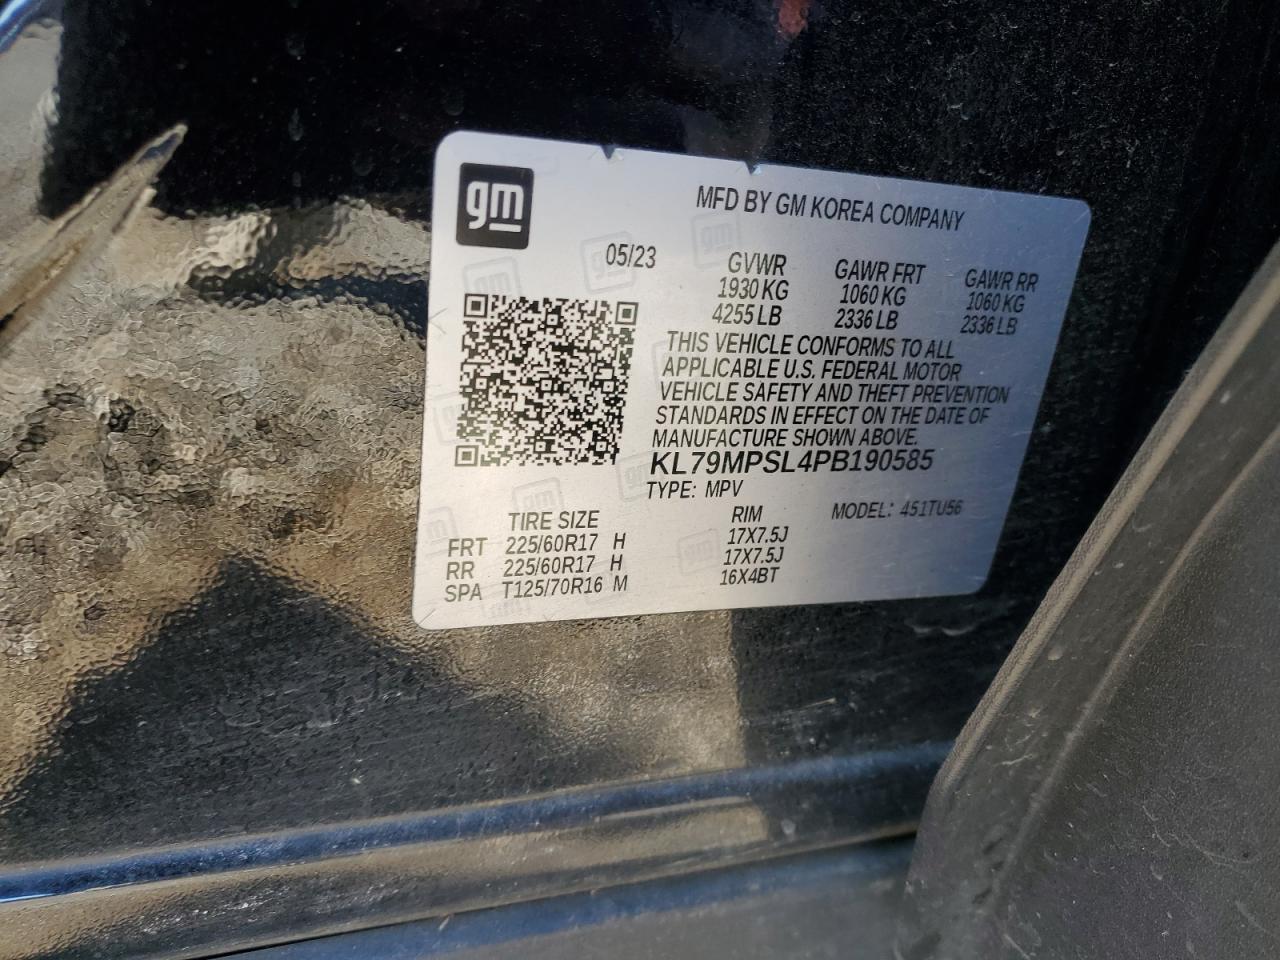 gm
MFD BY GM KOREA COMPANY
05/23
GVWR GAWR FRT GAWR RR
1930 KG 1060 KG 1060 KG
4255 LB 2336 LB 2336 LB
THIS VEHICLE CONFORMS TO ALL
APPLICABLE U.S. FEDERAL MOTOR
VEHICLE SAFETY AND THEFT PREVENTION
STANDARDS IN EFFECT ON THE DATE OF
MANUFACTURE SHOWN ABOVE.
KL79MPSL4PB190585
TYPE: MPV
MODEL: 451TU56
TIRE SIZE RIM
FRT 225/60R17 H 17X7.5J
RR 225/60R17 H 17X7.5J
SPA T125/70R16 M 16X4BT